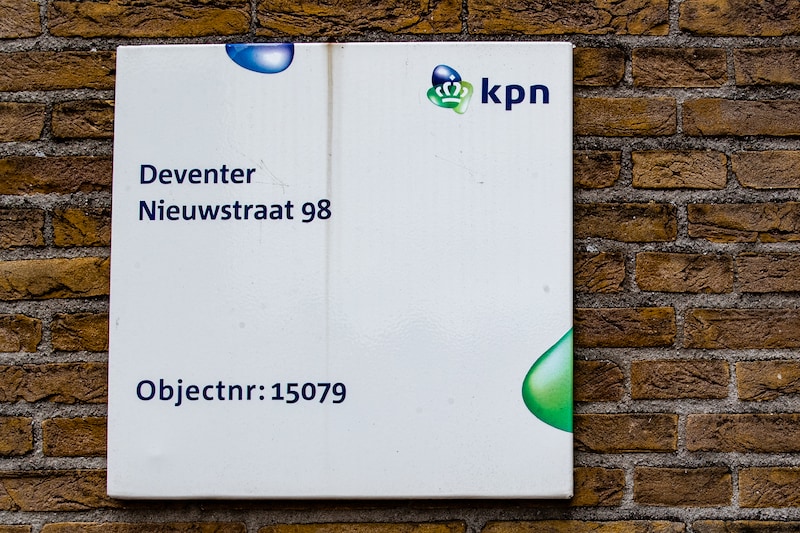 kpn
Deventer
Nieuwstraat 98
Objectnr: 15079